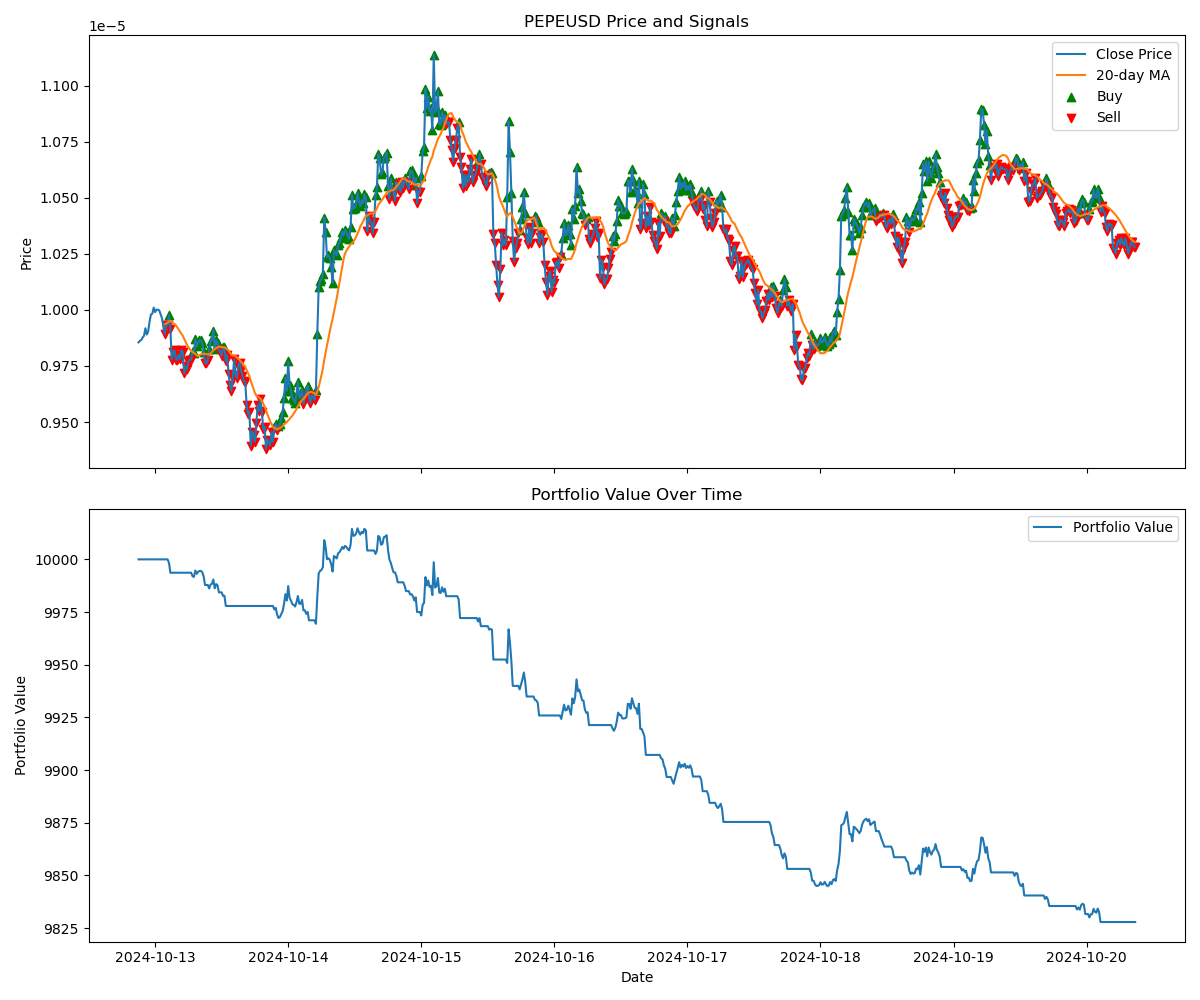 PEPEUSD Price and Signals
1e−5
Close Price
20-day MA
Buy
Sell
1.100
1.075
1.050
1.025
1.000
0.975
0.950
Price
Portfolio Value Over Time
Portfolio Value
10000
9975
9950
9925
9900
9875
9850
9825
Portfolio Value
2024-10-13 2024-10-14 2024-10-15 2024-10-16 2024-10-17 2024-10-18 2024-10-19 2024-10-20
Date